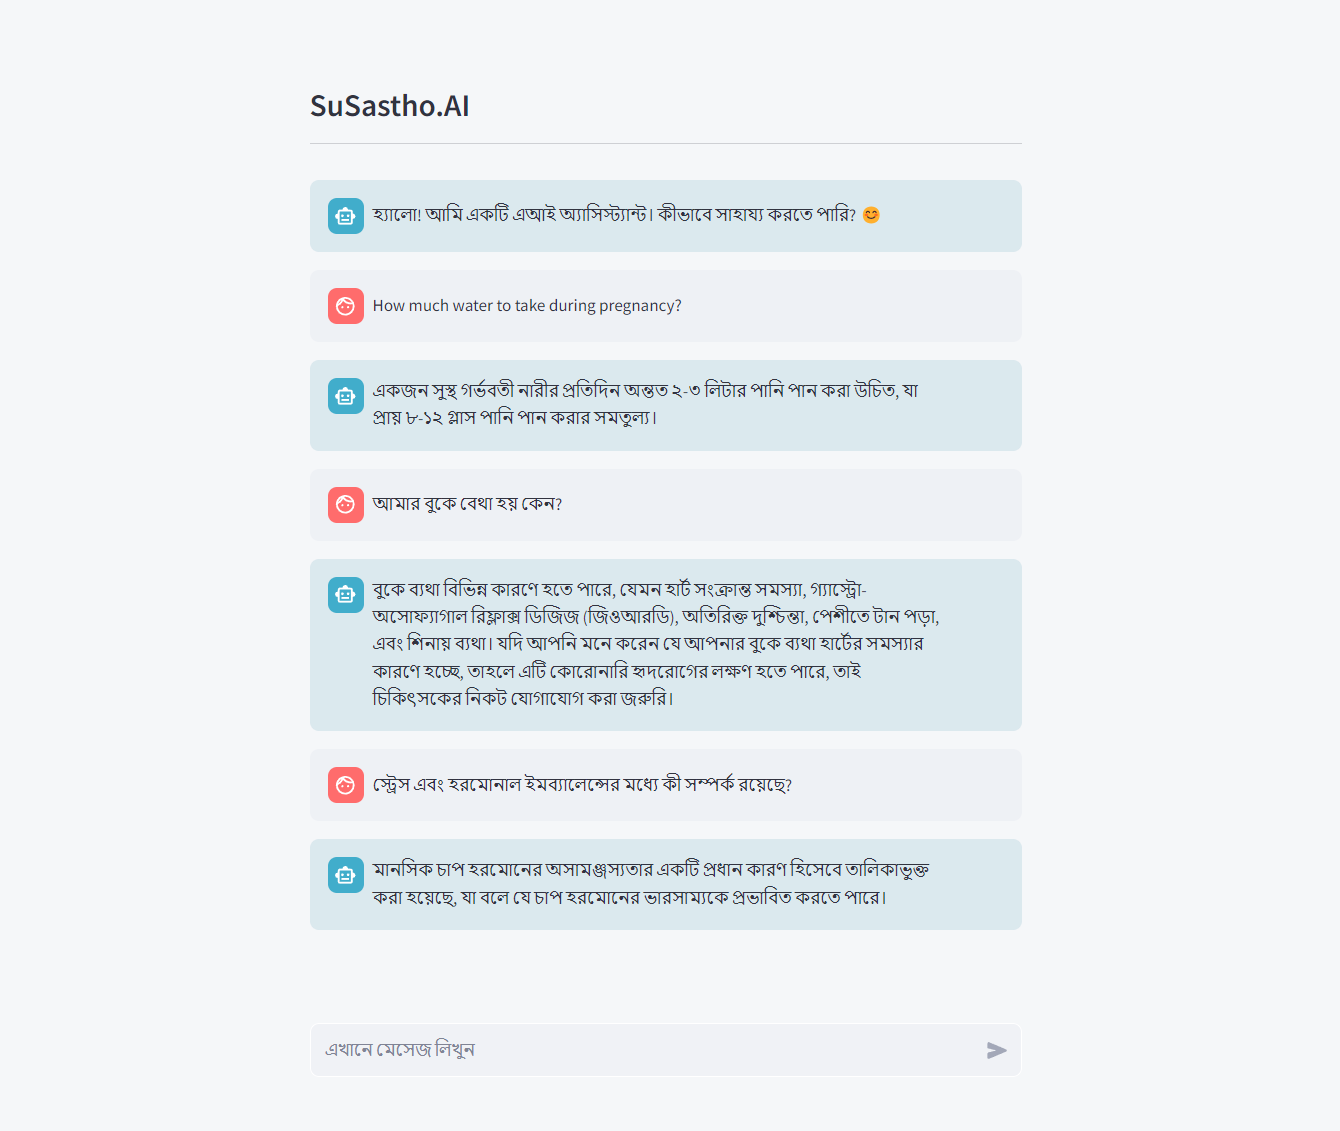 SuSastho.AI
হ্যালো! আমি একটি এআই অ্যাসিস্ট্যান্ট। কীভাবে সাহায্য করতে পারি? 😊
How much water to take during pregnancy?
একজন সুস্থ গর্ভবতী নারীর প্রতিদিন অন্তত ২-৩ লিটার পানি পান করা উচিত, যা
প্রায় ৮-১২ গ্লাস পানি পান করার সমতুল্য।
আমার বুকে বেথা হয় কেন?
বুকে ব্যথা বিভিন্ন কারণে হতে পারে, যেমন হার্ট সংক্রান্ত সমস্যা, গ্যাস্ট্রো-
অসোফ্যাগাল রিফ্লাক্স ডিজিজ (জিওআরডি), অতিরিক্ত দুশ্চিন্তা, পেশীতে টান পড়া,
এবং শিনায় ব্যথা। যদি আপনি মনে করেন যে আপনার বুকে ব্যথা হার্টের সমস্যার
কারণে হচ্ছে, তাহলে এটি কোরোনারি হৃদরোগের লক্ষণ হতে পারে, তাই
চিকিৎসকের নিকট যোগাযোগ করা জরুরি।
স্ট্রেস এবং হরমোনাল ইমব্যালেন্সের মধ্যে কী সম্পর্ক রয়েছে?
মানসিক চাপ হরমোনের অসামঞ্জস্যতার একটি প্রধান কারণ হিসেবে তালিকাভুক্ত
করা হয়েছে, যা বলে যে চাপ হরমোনের ভারসাম্যকে প্রভাবিত করতে পারে।
এখানে মেসেজ লিখুন